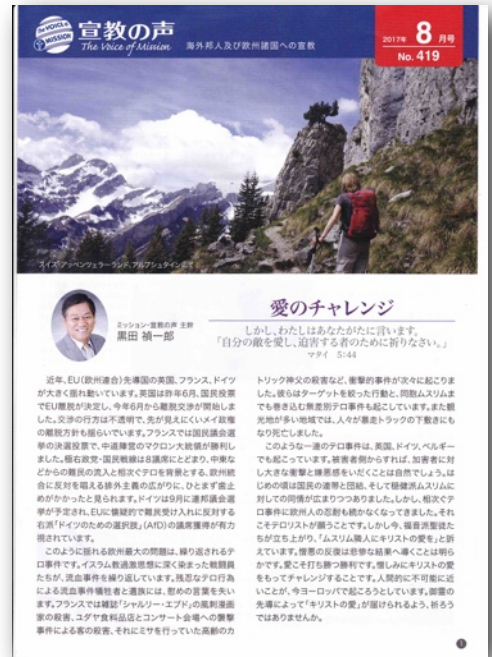 The VOICE of MISSION
宣教の声
The Voice of Mission
海外邦人及び欧州諸国への宣教
2017年 8月号
No. 419
スイス・アッペンツェラーランド、アルプシュタインにて
愛のチャレンジ
しかし、わたしはあなたがたに言います。
「自分の敵を愛し、迫害する者のために祈りなさい。」
マタイ 5:44
ミッション・宣教の声 主幹
黒田 禎一郎
近年、EU（欧州連合）先導国の英国、フランス、ドイツ
が大きく揺れ動いています。英国は昨年6月、国民投票
でEU離脱が決定し、今年6月から離脱交渉が開始しま
した。交渉の行方は不透明で、先が見えにくいメイ政権
の離脱方針も揺らいでいます。フランスでは国民議会選
挙の決選投票で、中道陣営のマクロン大統領が勝利し
ました。極右政党・国民戦線は8議席にとどまり、中東な
どからの難民の流入と相次ぐテロを背景とする、欧州統
合に反対を唱える排外主義の広がりに、ひとまず歯止
めがかかったと見られます。ドイツは9月に連邦議会選
挙が予定され、EUに懐疑的で難民受け入れに反対する
右派「ドイツのための選択肢」（AfD）の議席獲得が有力
視されています。
このように揺れる欧州最大の問題は、繰り返されるテ
ロ事件です。イスラム教過激思想に深く染まった戦闘員
たちが、流血事件を繰り返しています。残忍なテロ行為
による流血事件犠牲者と遺族には、慰めの言葉を失い
ます。フランスでは雑誌「シャルリー・エブド」の風刺漫画
家の殺害、ユダヤ食料品店とコンサート会場への襲撃
事件による客の殺害、それにミサを行っていた高齢のカ
トリック神父の殺害など、衝撃的事件が次々に起こりま
した。彼らはターゲットを絞った行動と、同胞ムスリムま
でも巻き込む無差別テロ事件も起こしています。また観
光地が多い地域では、人々が暴走トラックの下敷きにも
なり死亡しました。
このような一連のテロ事件は、英国、ドイツ、ベルギー
でも起こっています。被害者側からすれば、加害者に対
し大きな衝撃と嫌悪感をいだくことは自然でしょう。は
じめの頃は国民の連帯と団結、そして穏健派ムスリムに
対しての同情が広まりつつありました。しかし、相次ぐテ
ロ事件に欧州人の忍耐も続かなくなってきました。それ
こそテロリストが願うことです。しかし今、福音派聖徒た
ちが立ち上がり、「ムスリム隣人にキリストの愛を」と訴
えています。憎悪の反復は悲惨な結果へ導くことは明ら
かです。愛こそ打ち勝つ勝利です。憎しみにキリストの愛
をもってチャレンジすることです。人間的に不可能に近
いことが、今ヨーロッパで起ころうとしています。御霊の
先導によって「キリストの愛」が届けられるよう、祈ろう
ではありませんか。
1